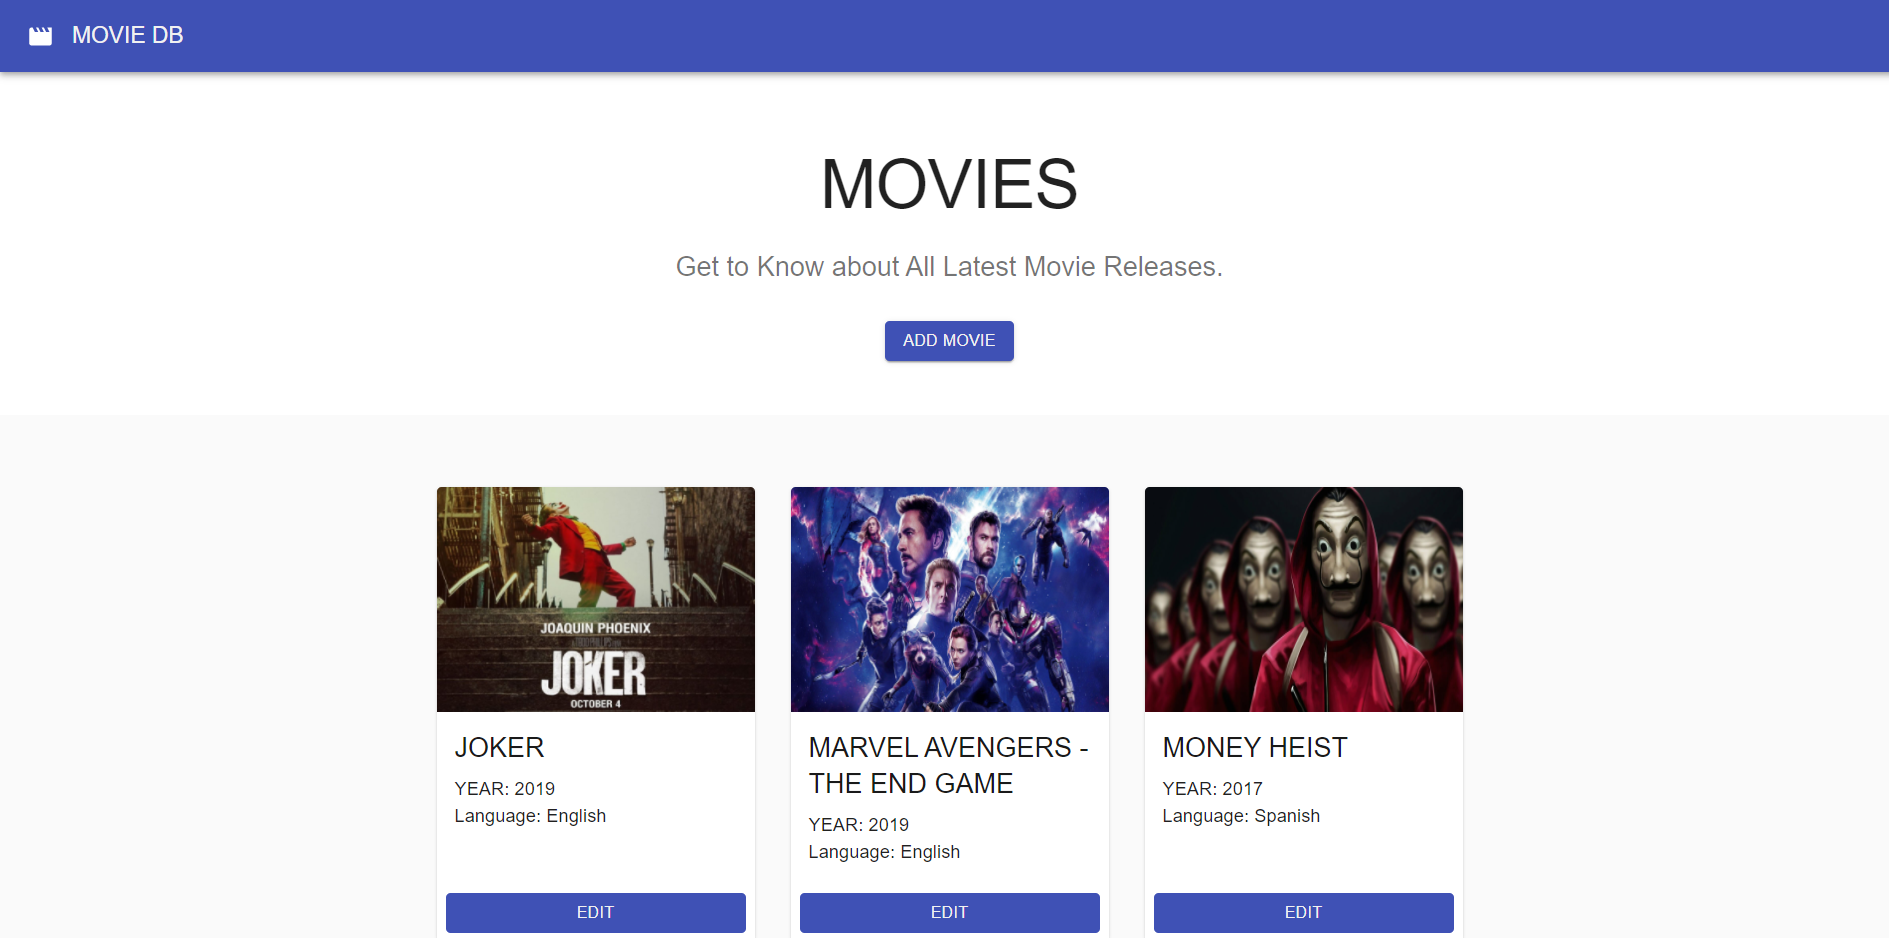 MOVIE DB
MOVIES
Get to Know about All Latest Movie Releases.
ADD MOVIE
JOAQUIN PHOENIX
JOKER
OCTOBER 4
JOKER
YEAR: 2019
Language: English
EDIT
MARVEL AVENGERS -
THE END GAME
YEAR: 2019
Language: English
EDIT
MONEY HEIST
YEAR: 2017
Language: Spanish
EDIT